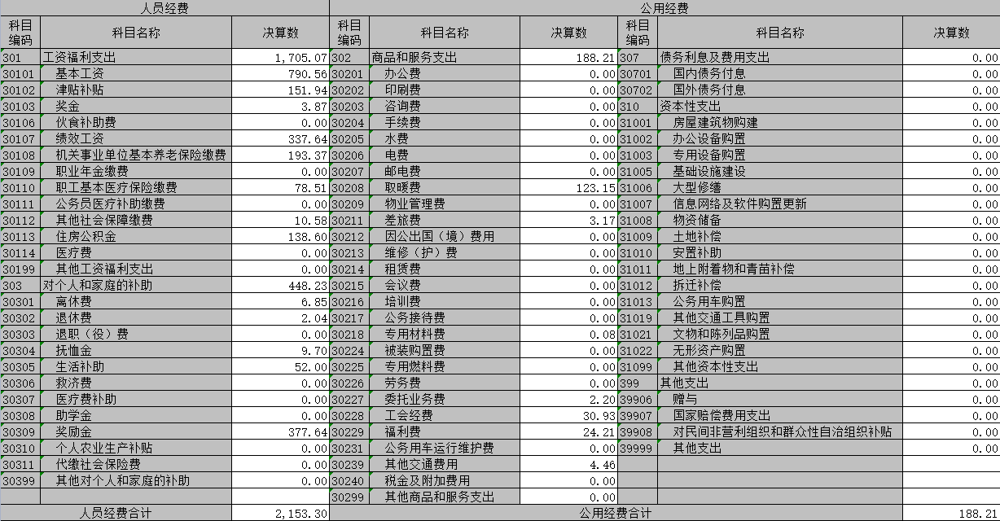 人员经费 公用经费
科目编码 科目名称 决算数 科目编码 科目名称 决算数 科目编码 科目名称 决算数
301 工资福利支出 1,705.07 302 商品和服务支出 188.21 307 债务利息及费用支出 0.00
30101 基本工资 790.56 30201 办公费 0.00 30701 国内债务付息 0.00
30102 津贴补贴 151.94 30202 印刷费 0.00 30702 国外债务付息 0.00
30103 奖金 3.87 30203 咨询费 0.00 310 资本性支出 0.00
30106 伙食补助费 0.00 30204 手续费 0.00 31001 房屋建筑物购建 0.00
30107 绩效工资 337.64 30205 水费 0.00 31002 办公设备购置 0.00
30108 机关事业单位基本养老保险缴费 193.37 30206 电费 0.00 31003 专用设备购置 0.00
30109 职业年金缴费 0.00 30207 邮电费 0.00 31005 基础设施建设 0.00
30110 职工基本医疗保险缴费 78.51 30208 取暖费 123.15 31006 大型修缮 0.00
30111 公务员医疗补助缴费 0.00 30209 物业管理费 0.00 31007 信息网络及软件购置更新 0.00
30112 其他社会保障缴费 10.58 30211 差旅费 3.17 31008 物资储备 0.00
30113 住房公积金 138.60 30212 因公出国（境）费用 0.00 31009 土地补偿 0.00
30114 医疗费 0.00 30213 维修（护）费 0.00 31010 安置补助 0.00
30199 其他工资福利支出 0.00 30214 租赁费 0.00 31011 地上附着物和青苗补偿 0.00
303 对个人和家庭的补助 448.23 30215 会议费 0.00 31012 拆迁补偿 0.00
30301 离休费 6.85 30216 培训费 0.00 31013 公务用车购置 0.00
30302 退休费 2.04 30217 公务接待费 0.00 31019 其他交通工具购置 0.00
30303 退职（役）费 0.00 30218 专用材料费 0.08 31021 文物和陈列品购置 0.00
30304 抚恤金 9.70 30224 被装购置费 0.00 31022 无形资产购置 0.00
30305 生活补助 52.00 30225 专用燃料费 0.00 31099 其他资本性支出 0.00
30306 救济费 0.00 30226 劳务费 0.00 399 其他支出 0.00
30307 医疗费补助 0.00 30227 委托业务费 2.20 39906 赠与 0.00
30308 助学金 0.00 30228 工会经费 30.93 39907 国家赔偿费用支出 0.00
30309 奖励金 377.64 30229 福利费 24.21 39908 对民间非营利组织和群众性自治组织补贴 0.00
30310 个人农业生产补贴 0.00 30231 公务用车运行维护费 0.00 39999 其他支出 0.00
30311 代缴社会保险费 0.00 30239 其他交通费用 4.46
30399 其他对个人和家庭的补助 0.00 30240 税金及附加费用 0.00
30299 其他商品和服务支出 0.00
人员经费合计 2,153.30 公用经费合计 188.21